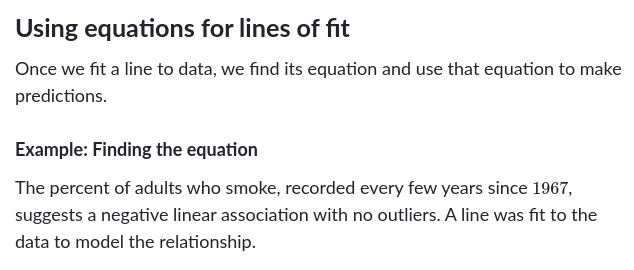 Using equations for lines of fit
Once we fit a line to data, we find its equation and use that equation to make
predictions.
Example: Finding the equation
The percent of adults who smoke, recorded every few years since 1967,
suggests a negative linear association with no outliers. A line was fit to the
data to model the relationship.